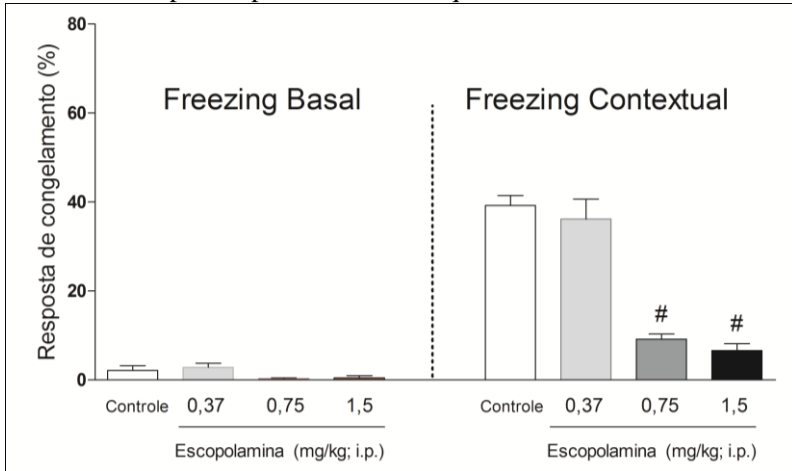 80
Freezing Basal
Freezing Contextual
60
40
20
0
Resposta de congelamento (%)
#
#
Controle 0,37 0,75 1,5
Escopolamina (mg/kg; i.p.)
Controle 0,37 0,75 1,5
Escopolamina (mg/kg; i.p.)